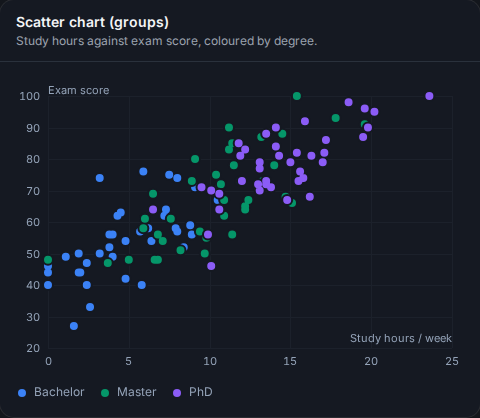 Scatter chart (groups)
Study hours against exam score, coloured by degree.
Exam score
100
90
80
70
60
50
40
30
20
Study hours / week
0 5 10 15 20 25
Bachelor Master PhD